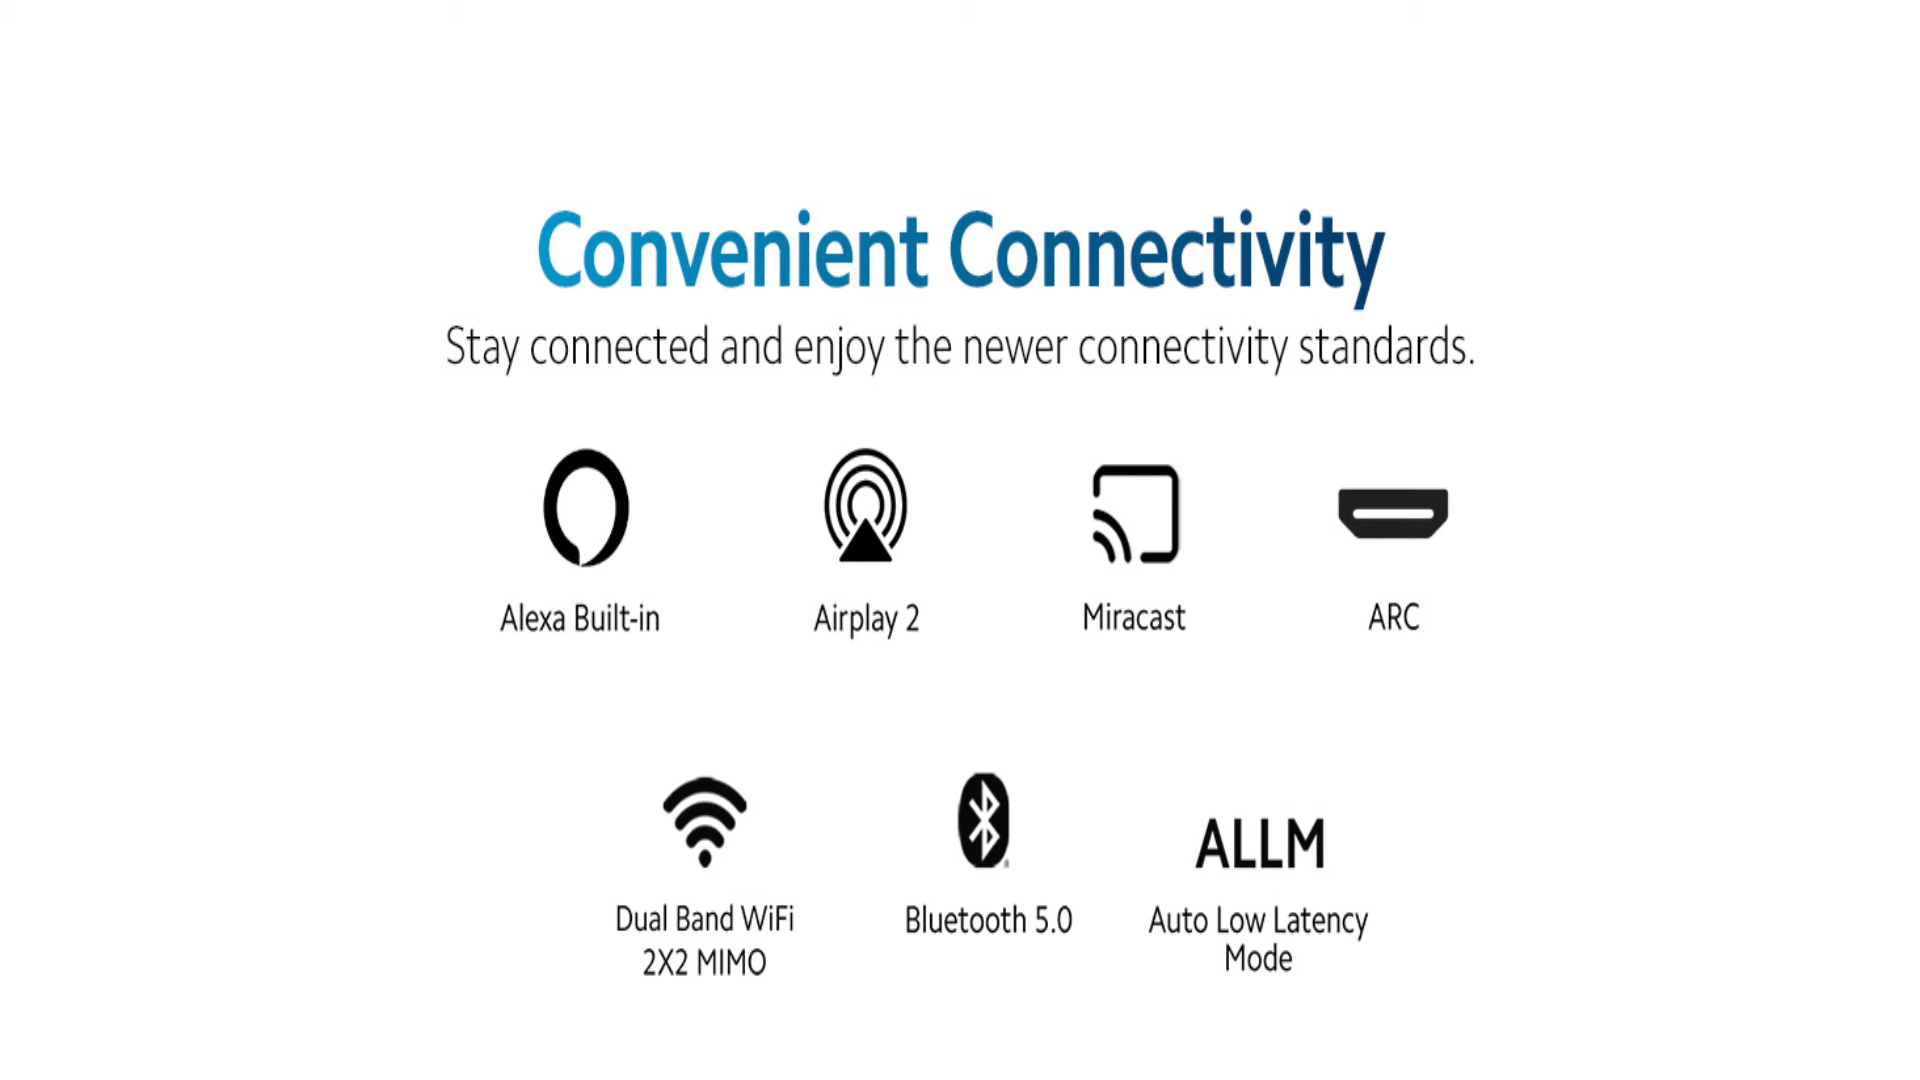 Convenient Connectivity
Stay connected and enjoy the newer connectivity standards.
Alexa Built-in
Airplay 2
Miracast
ARC
ALLM
Dual Band WiFi
2X2 MIMO
Bluetooth 5.0
Auto Low Latency
Mode